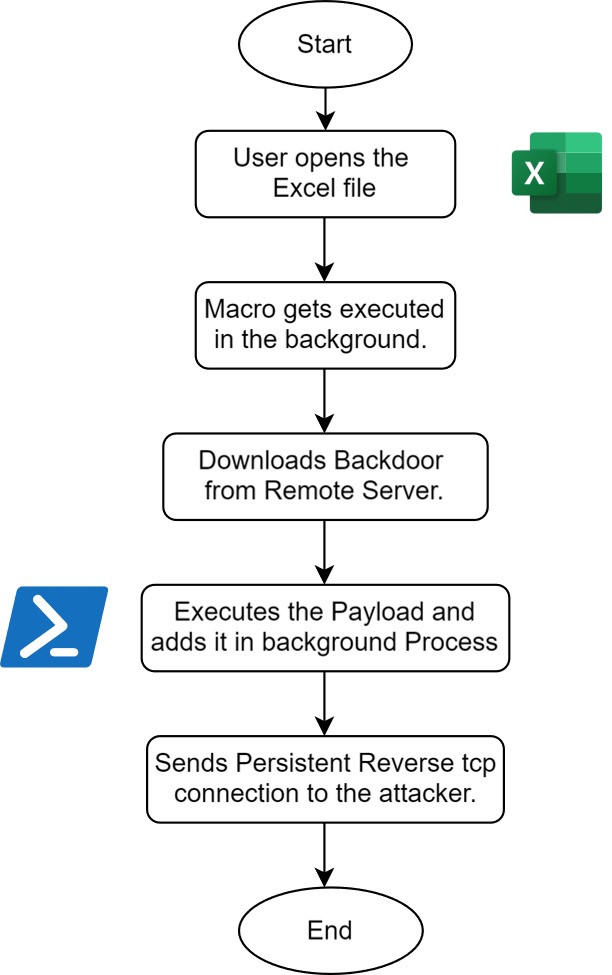 Start
User opens the
Excel file
X
Macro gets executed
in the background.
Downloads Backdoor
from Remote Server.
Executes the Payload and
adds it in background Process
Sends Persistent Reverse tcp
connection to the attacker.
End